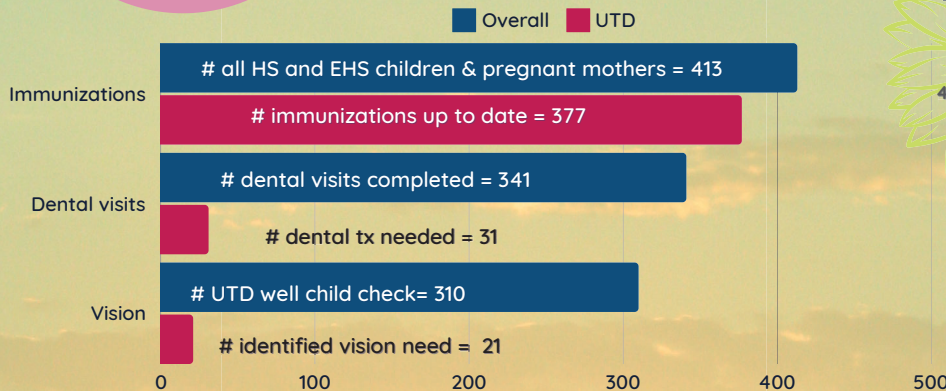 Overall UTD
Immunizations
# all HS and EHS children & pregnant mothers = 413
# immunizations up to date = 377
Dental visits
# dental visits completed = 341
# dental tx needed = 31
Vision
# UTD well child check= 310
# identified vision need = 21
0 100 200 300 400 500
4